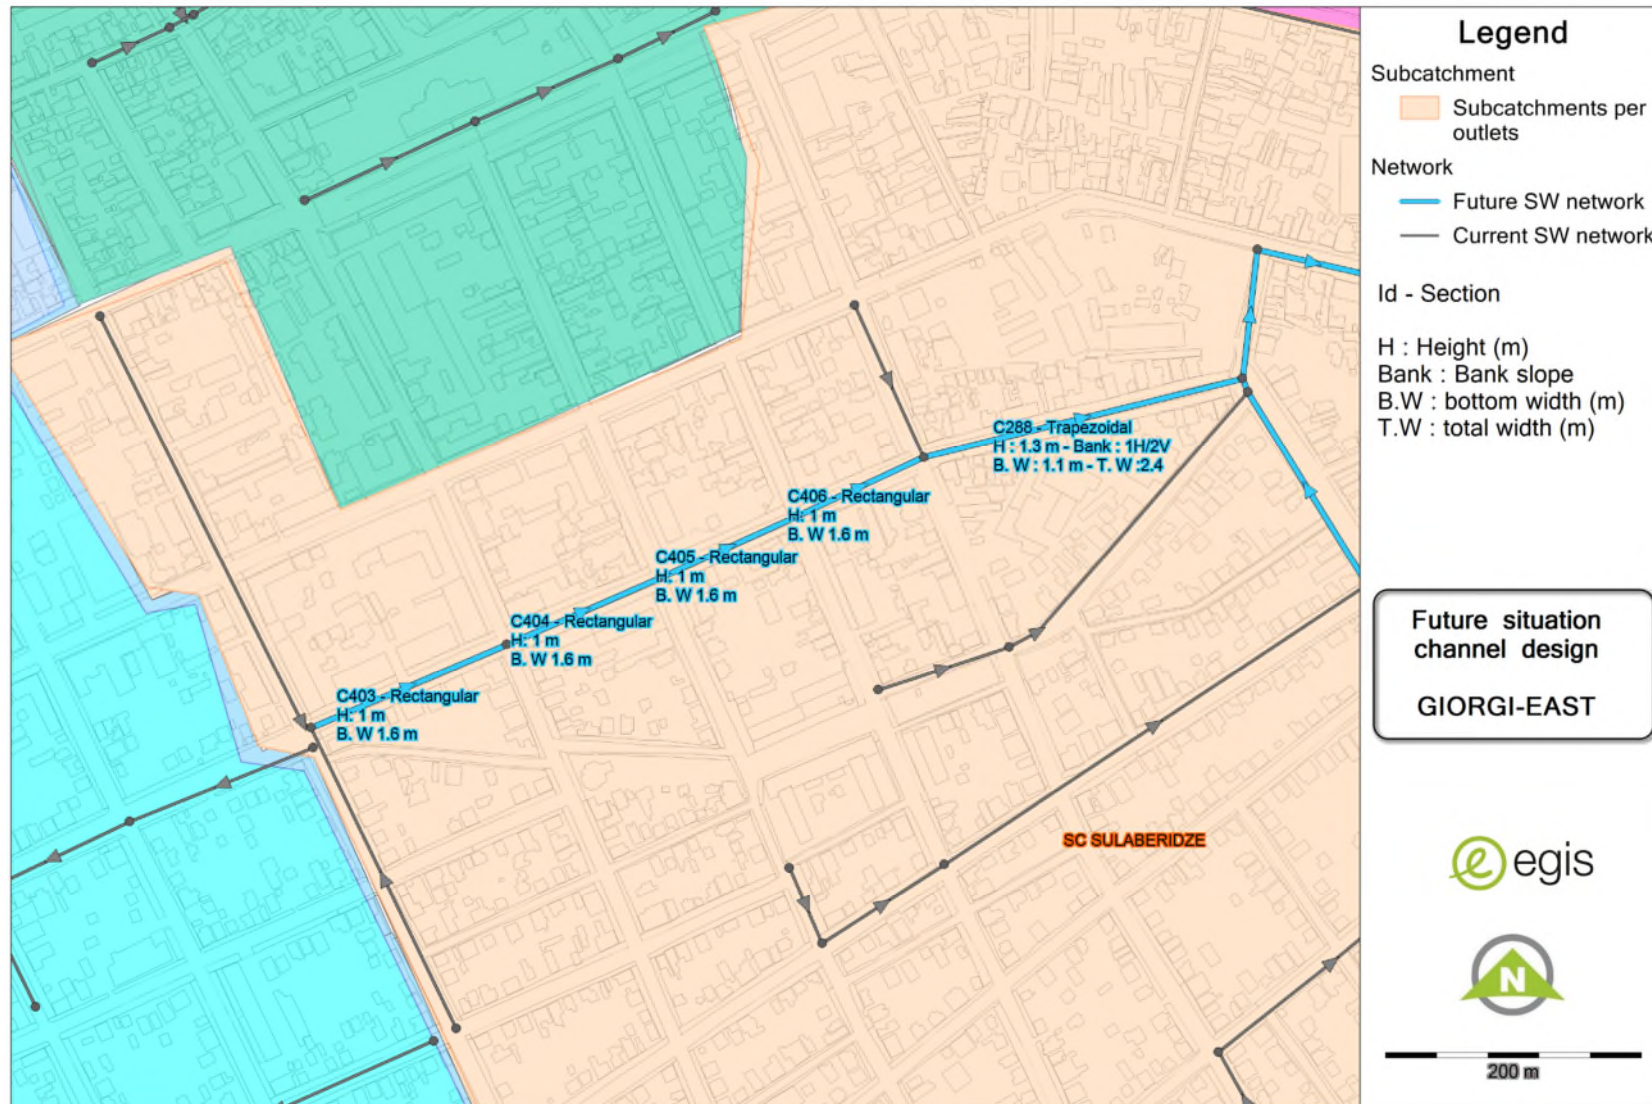 Legend
Subcatchment
Subcatchments per
outlets
Network
Future SW network
Current SW network
Id - Section
H : Height (m)
Bank : Bank slope
B.W : bottom width (m)
T.W : total width (m)
C288 - Trapezoidal
H : 1.3 m - Bank : 1H/2V
B. W : 1.1 m - T. W :2.4
C406 - Rectangular
H: 1 m
B. W 1.6 m
C405 - Rectangular
H: 1 m
B. W 1.6 m
C404 - Rectangular
H: 1 m
B. W 1.6 m
C403 - Rectangular
H: 1 m
B. W 1.6 m
SC SULABERIDZE
Future situation
channel design
GIORGI-EAST
egis
N
200 m